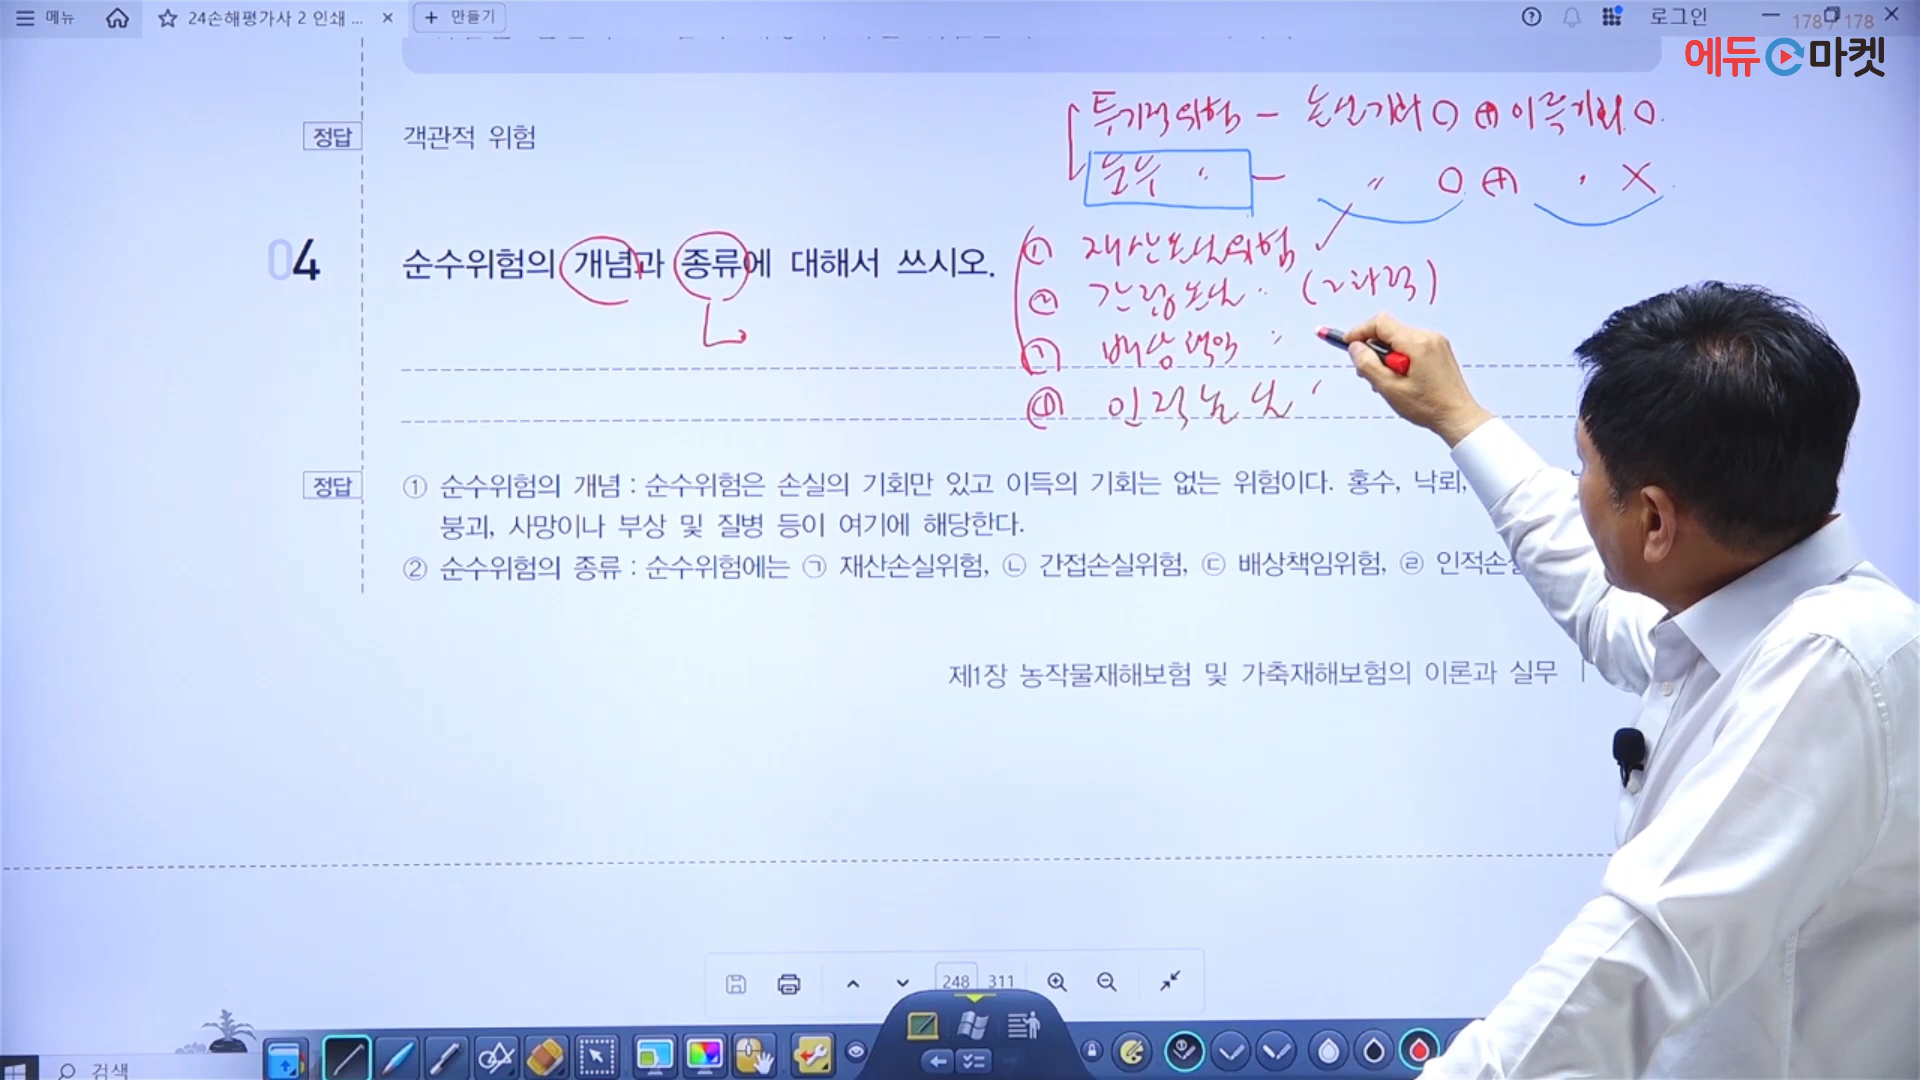 메뉴
24손해평가사 2 인쇄 ...
만들기
로그인
178 / 178
에듀마켓
정답 객관적 위험
투기적위험 - 손실기회 O (+) 이득기회 O.
순수 〃 - 〃 O (+) 〃 X
04 순수위험의 개념과 종류에 대해서 쓰시오.
① 재산손실위험
② 간접손실 〃 (2차적)
③ 배상책임 〃
④ 인적손실 〃
정답 ① 순수위험의 개념 : 순수위험은 손실의 기회만 있고 이득의 기회는 없는 위험이다. 홍수, 낙뢰,
붕괴, 사망이나 부상 및 질병 등이 여기에 해당한다.
② 순수위험의 종류 : 순수위험에는 ㉠ 재산손실위험, ㉡ 간접손실위험, ㉢ 배상책임위험, ㉣ 인적손실
제1장 농작물재해보험 및 가축재해보험의 이론과 실무
248 311
검색